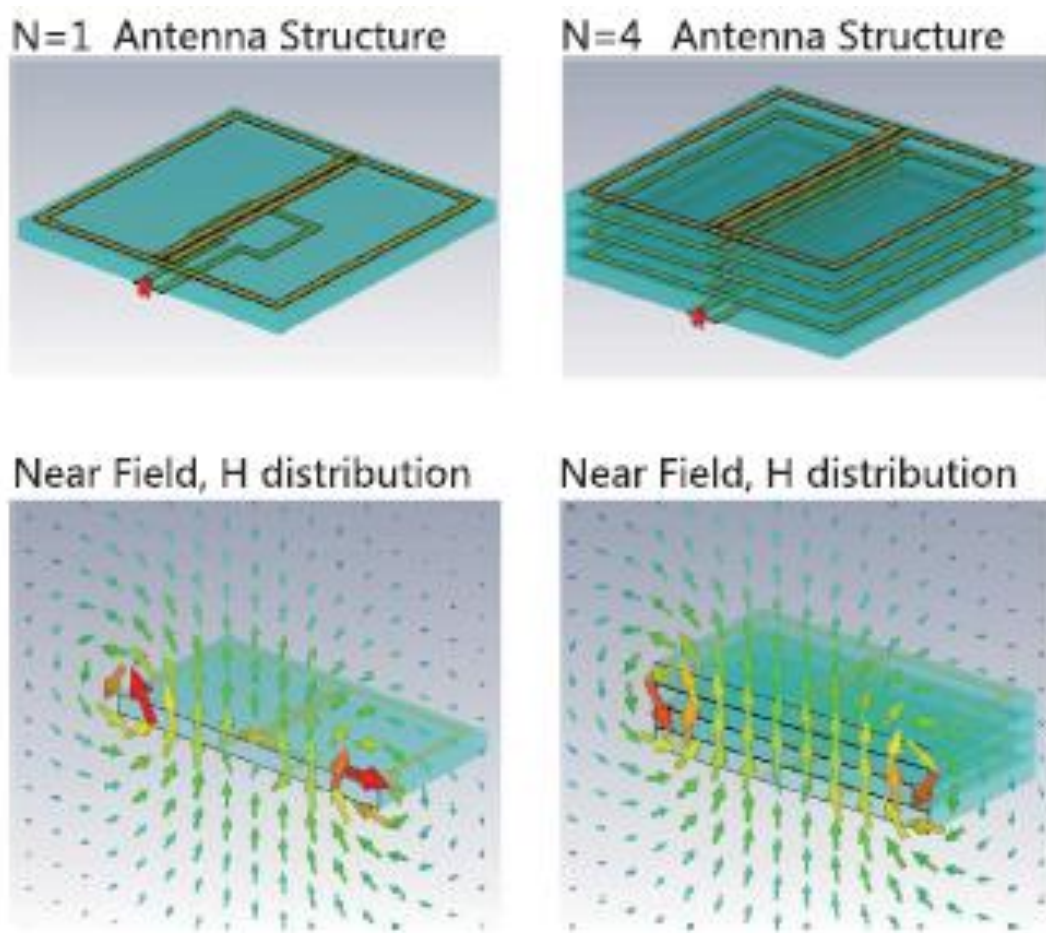 N=1 Antenna Structure
N=4 Antenna Structure
Near Field, H distribution
Near Field, H distribution